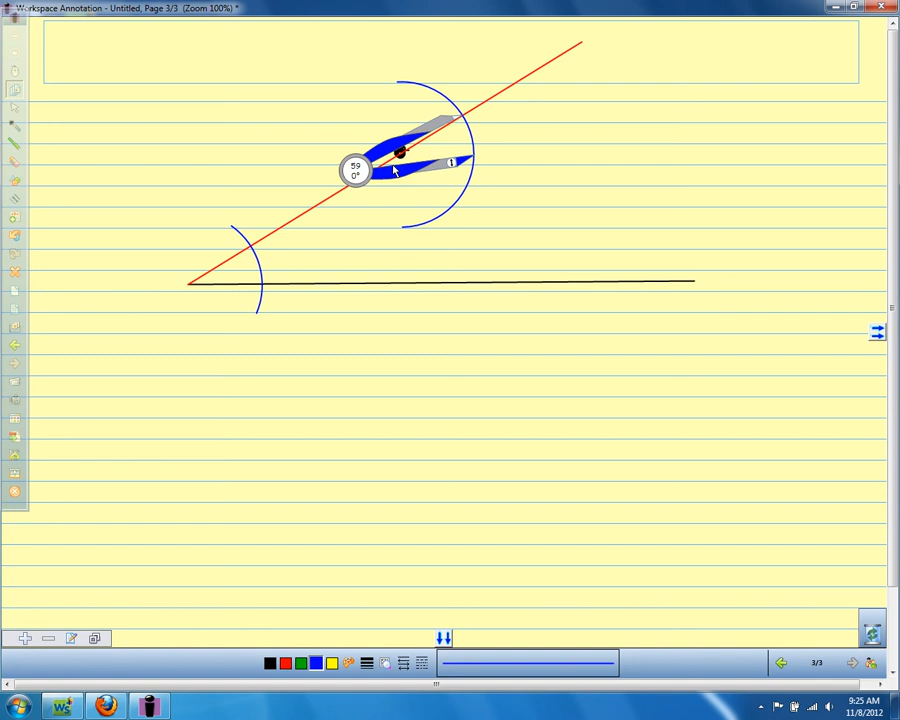 Workspace Annotation - Untitled, Page 3/3 (Zoom 100%) *
59
0°
3/3
9:25 AM
11/8/2012